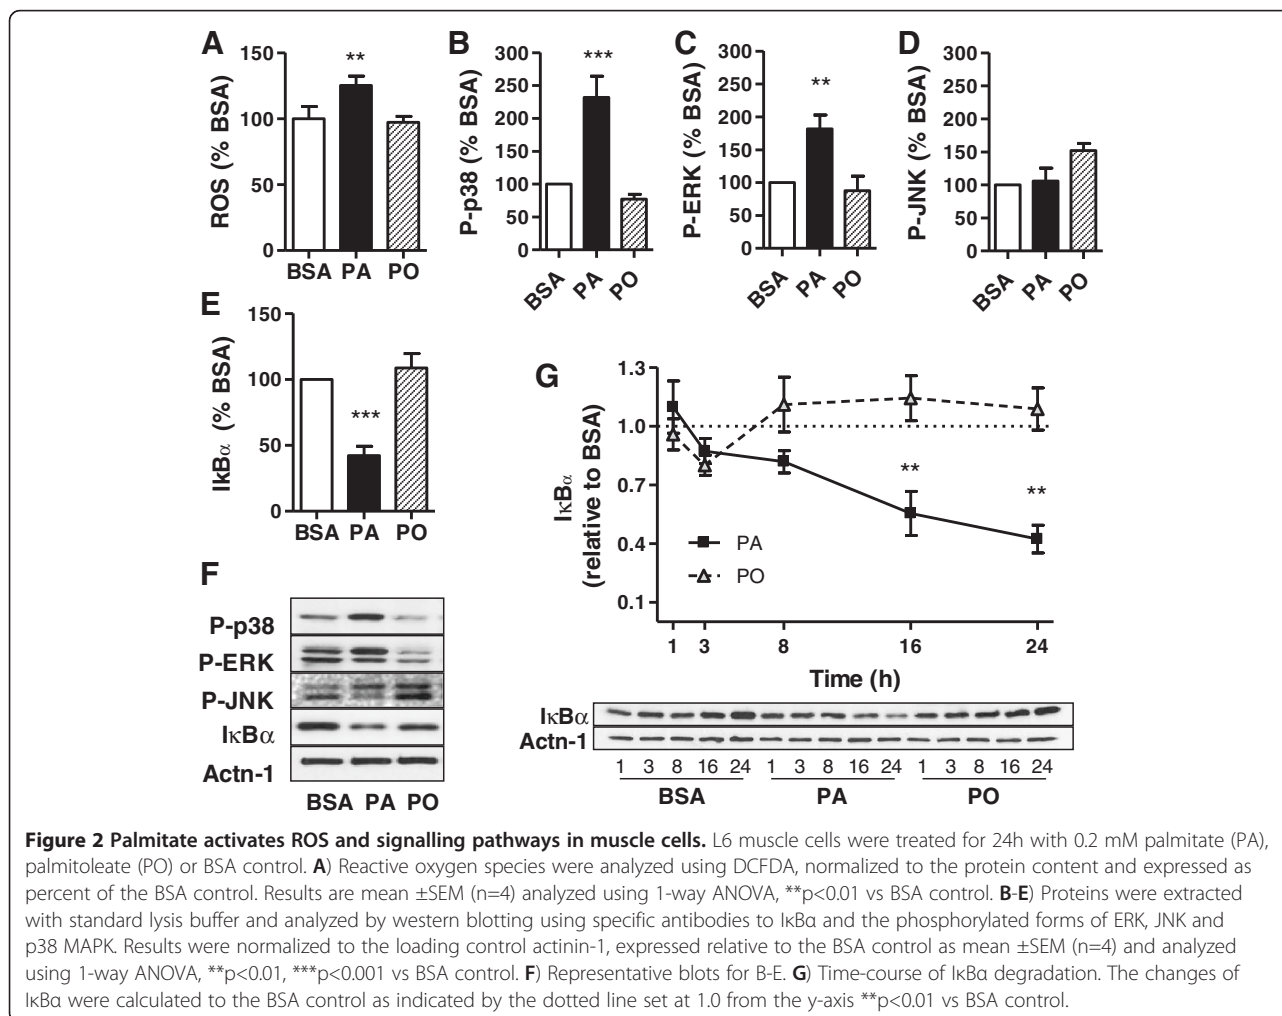 A
150
100
50
0
ROS (% BSA)
**
BSA PA PO
B
300
250
200
150
100
50
0
P-p38 (% BSA)
***
BSA PA PO
C
300
250
200
150
100
50
0
P-ERK (% BSA)
**
BSA PA PO
D
300
250
200
150
100
50
0
P-JNK (% BSA)
BSA PA PO
E
150
100
50
0
IkBα (% BSA)
***
BSA PA PO
F
P-p38
P-ERK
P-JNK
IκBα
Actn-1
BSA PA PO
G
1.3
1.0
0.7
0.4
0.1
IκBα
(relative to BSA)
**
**
PA
PO
1 3 8 16 24
Time (h)
IκBα
Actn-1
1 3 8 16 24 1 3 8 16 24 1 3 8 16 24
BSA PA PO
Figure 2 Palmitate activates ROS and signalling pathways in muscle cells. L6 muscle cells were treated for 24h with 0.2 mM palmitate (PA),
palmitoleate (PO) or BSA control. A) Reactive oxygen species were analyzed using DCFDA, normalized to the protein content and expressed as
percent of the BSA control. Results are mean ±SEM (n=4) analyzed using 1-way ANOVA, **p<0.01 vs BSA control. B-E) Proteins were extracted
with standard lysis buffer and analyzed by western blotting using specific antibodies to IκBα and the phosphorylated forms of ERK, JNK and
p38 MAPK. Results were normalized to the loading control actinin-1, expressed relative to the BSA control as mean ±SEM (n=4) and analyzed
using 1-way ANOVA, **p<0.01, ***p<0.001 vs BSA control. F) Representative blots for B-E. G) Time-course of IκBα degradation. The changes of
IκBα were calculated to the BSA control as indicated by the dotted line set at 1.0 from the y-axis **p<0.01 vs BSA control.